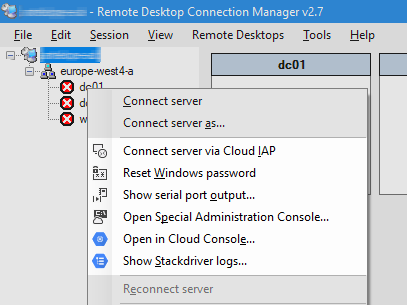 - Remote Desktop Connection Manager v2.7
File Edit Session View Remote Desktops Tools Help
europe-west4-a
dc01
dc01
Connect server
Connect server as...
Connect server via Cloud IAP
Reset Windows password
Show serial port output...
Open Special Administration Console...
Open in Cloud Console...
Show Stackdriver logs...
Reconnect server